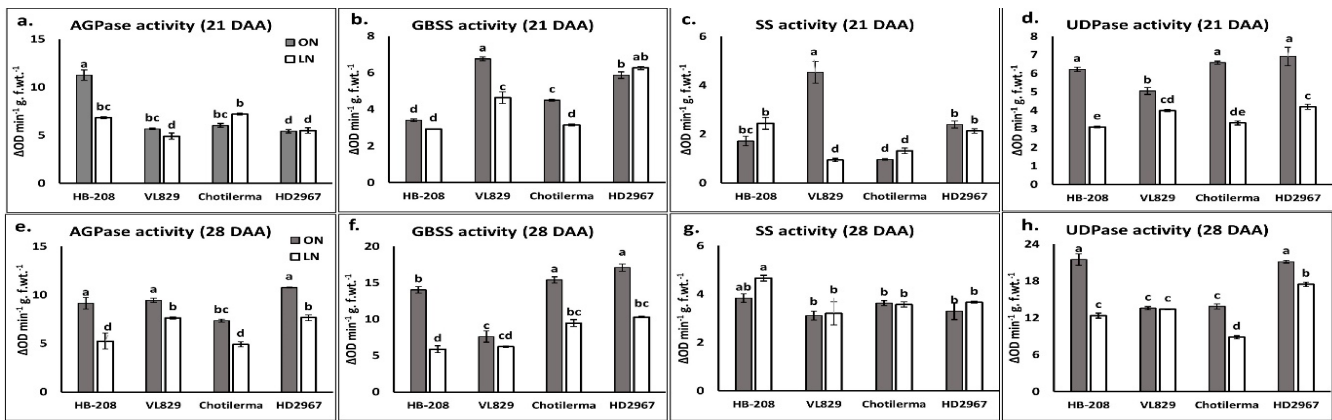 a. AGPase activity (21 DAA)
ΔOD min⁻¹ g. f.wt.⁻¹
15
10
5
0
ON
LN
a bc bc d bc b d d
HB-208 VL829 Chotilerma HD2967
b. GBSS activity (21 DAA)
ΔOD min⁻¹ g. f.wt.⁻¹
8
6
4
2
0
d d a c c d b ab
HB-208 VL829 Chotilerma HD2967
c. SS activity (21 DAA)
ΔOD min⁻¹ g. f.wt.⁻¹
6
4
2
0
bc b a d d d b b
HB-208 VL829 Chotilerma HD2967
d. UDPase activity (21 DAA)
ΔOD min⁻¹ g. f.wt.⁻¹
8
7
6
5
4
3
2
1
0
a e b cd a de a c
HB-208 VL829 Chotilerma HD2967
e. AGPase activity (28 DAA)
ΔOD min⁻¹ g. f.wt.⁻¹
15
10
5
0
ON
LN
a d a b bc d a b
HB-208 VL829 Chotilerma HD2967
f. GBSS activity (28 DAA)
ΔOD min⁻¹ g. f.wt.⁻¹
20
15
10
5
0
b d c cd a bc a bc
HB-208 VL829 Chotilerma HD2967
g. SS activity (28 DAA)
ΔOD min⁻¹ g. f.wt.⁻¹
6
4
2
0
ab a b b b b b b
HB-208 VL829 Chotilerma HD2967
h. UDPase activity (28 DAA)
ΔOD min⁻¹ g. f.wt.⁻¹
24
18
12
6
0
a c c c c d a b
HB-208 VL829 Chotilerma HD2967